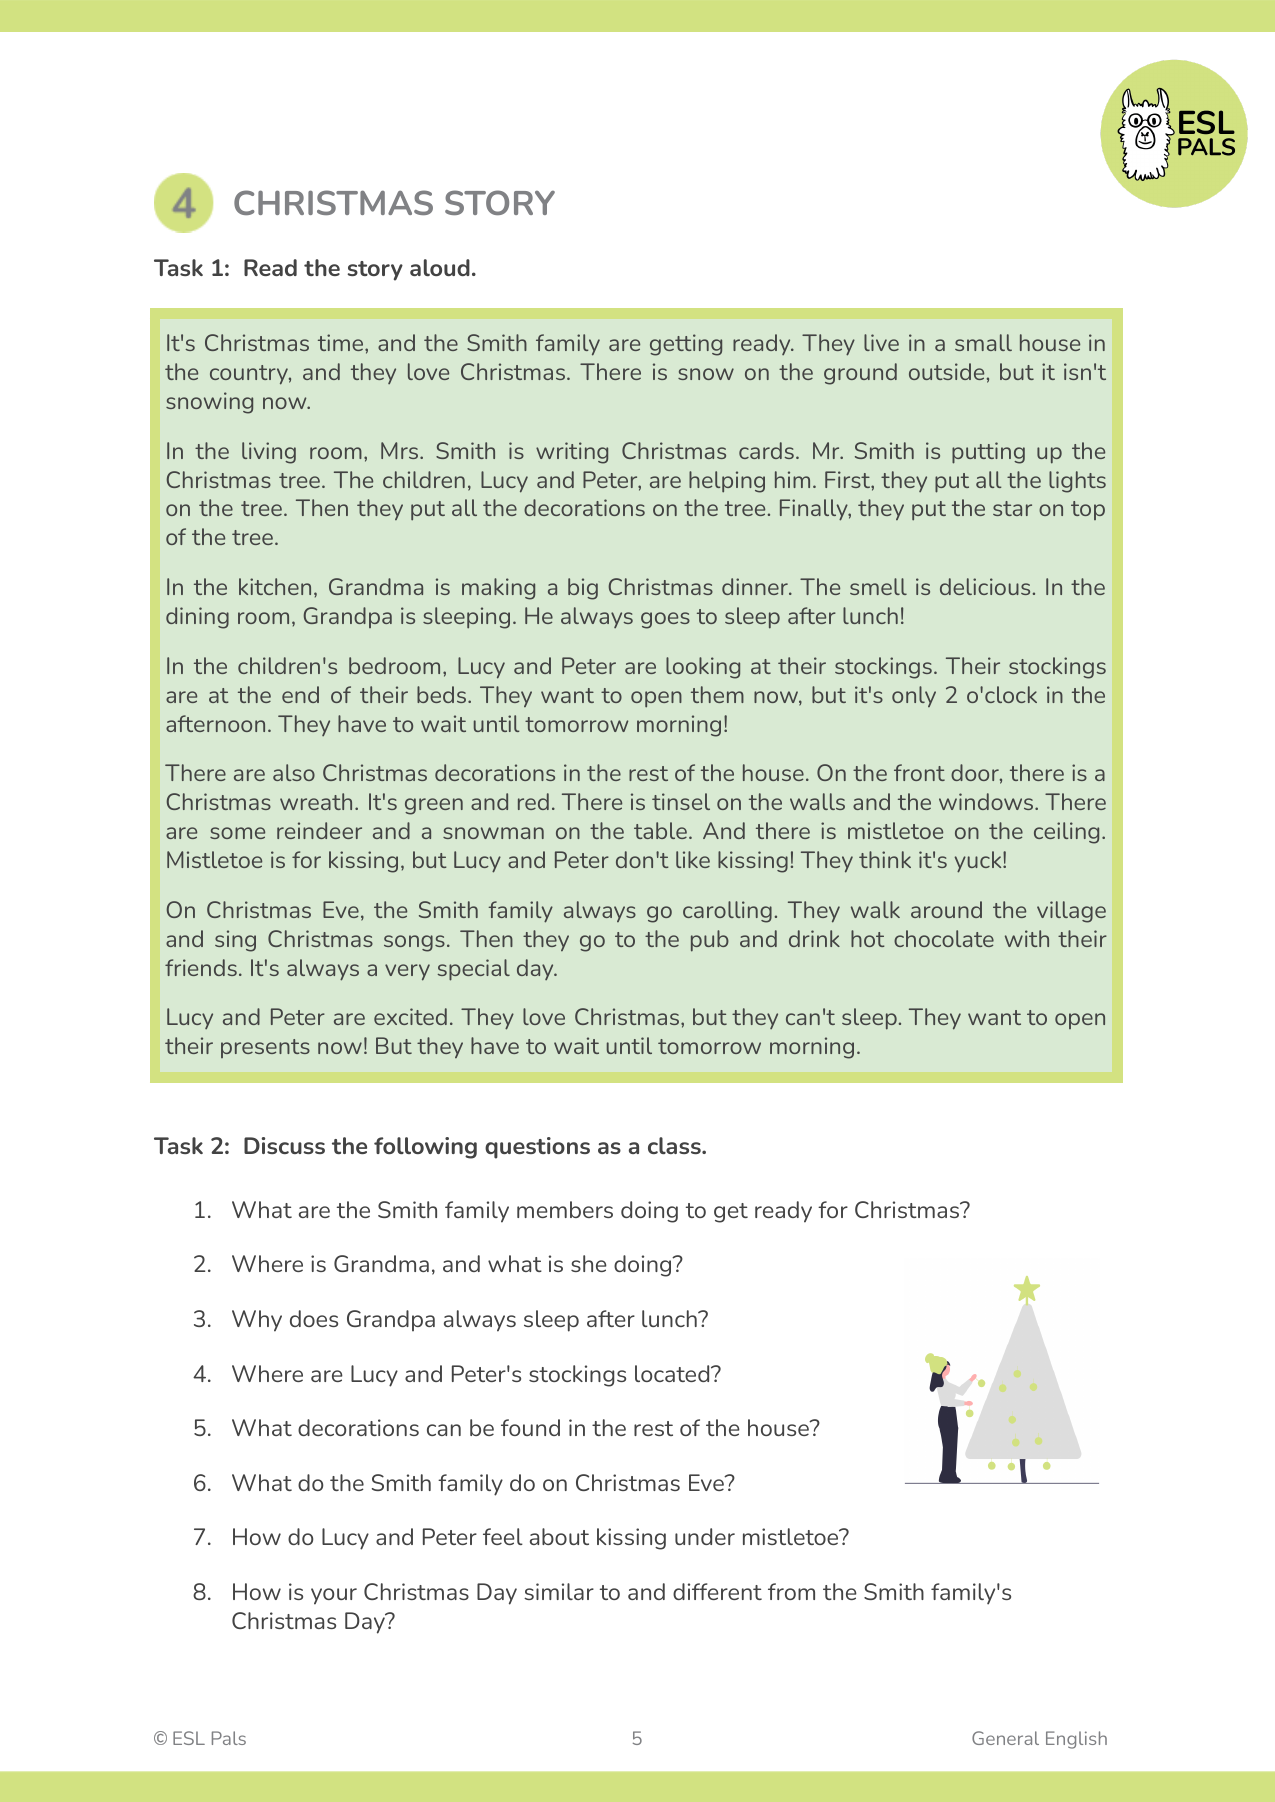 ESL
PALS
4 CHRISTMAS STORY
Task 1: Read the story aloud.
It's Christmas time, and the Smith family are getting ready. They live in a small house in
the country, and they love Christmas. There is snow on the ground outside, but it isn't
snowing now.
In the living room, Mrs. Smith is writing Christmas cards. Mr. Smith is putting up the
Christmas tree. The children, Lucy and Peter, are helping him. First, they put all the lights
on the tree. Then they put all the decorations on the tree. Finally, they put the star on top
of the tree.
In the kitchen, Grandma is making a big Christmas dinner. The smell is delicious. In the
dining room, Grandpa is sleeping. He always goes to sleep after lunch!
In the children's bedroom, Lucy and Peter are looking at their stockings. Their stockings
are at the end of their beds. They want to open them now, but it's only 2 o'clock in the
afternoon. They have to wait until tomorrow morning!
There are also Christmas decorations in the rest of the house. On the front door, there is a
Christmas wreath. It's green and red. There is tinsel on the walls and the windows. There
are some reindeer and a snowman on the table. And there is mistletoe on the ceiling.
Mistletoe is for kissing, but Lucy and Peter don't like kissing! They think it's yuck!
On Christmas Eve, the Smith family always go carolling. They walk around the village
and sing Christmas songs. Then they go to the pub and drink hot chocolate with their
friends. It's always a very special day.
Lucy and Peter are excited. They love Christmas, but they can't sleep. They want to open
their presents now! But they have to wait until tomorrow morning.
Task 2: Discuss the following questions as a class.
1. What are the Smith family members doing to get ready for Christmas?
2. Where is Grandma, and what is she doing?
3. Why does Grandpa always sleep after lunch?
4. Where are Lucy and Peter's stockings located?
5. What decorations can be found in the rest of the house?
6. What do the Smith family do on Christmas Eve?
7. How do Lucy and Peter feel about kissing under mistletoe?
8. How is your Christmas Day similar to and different from the Smith family's
Christmas Day?
© ESL Pals 5 General English